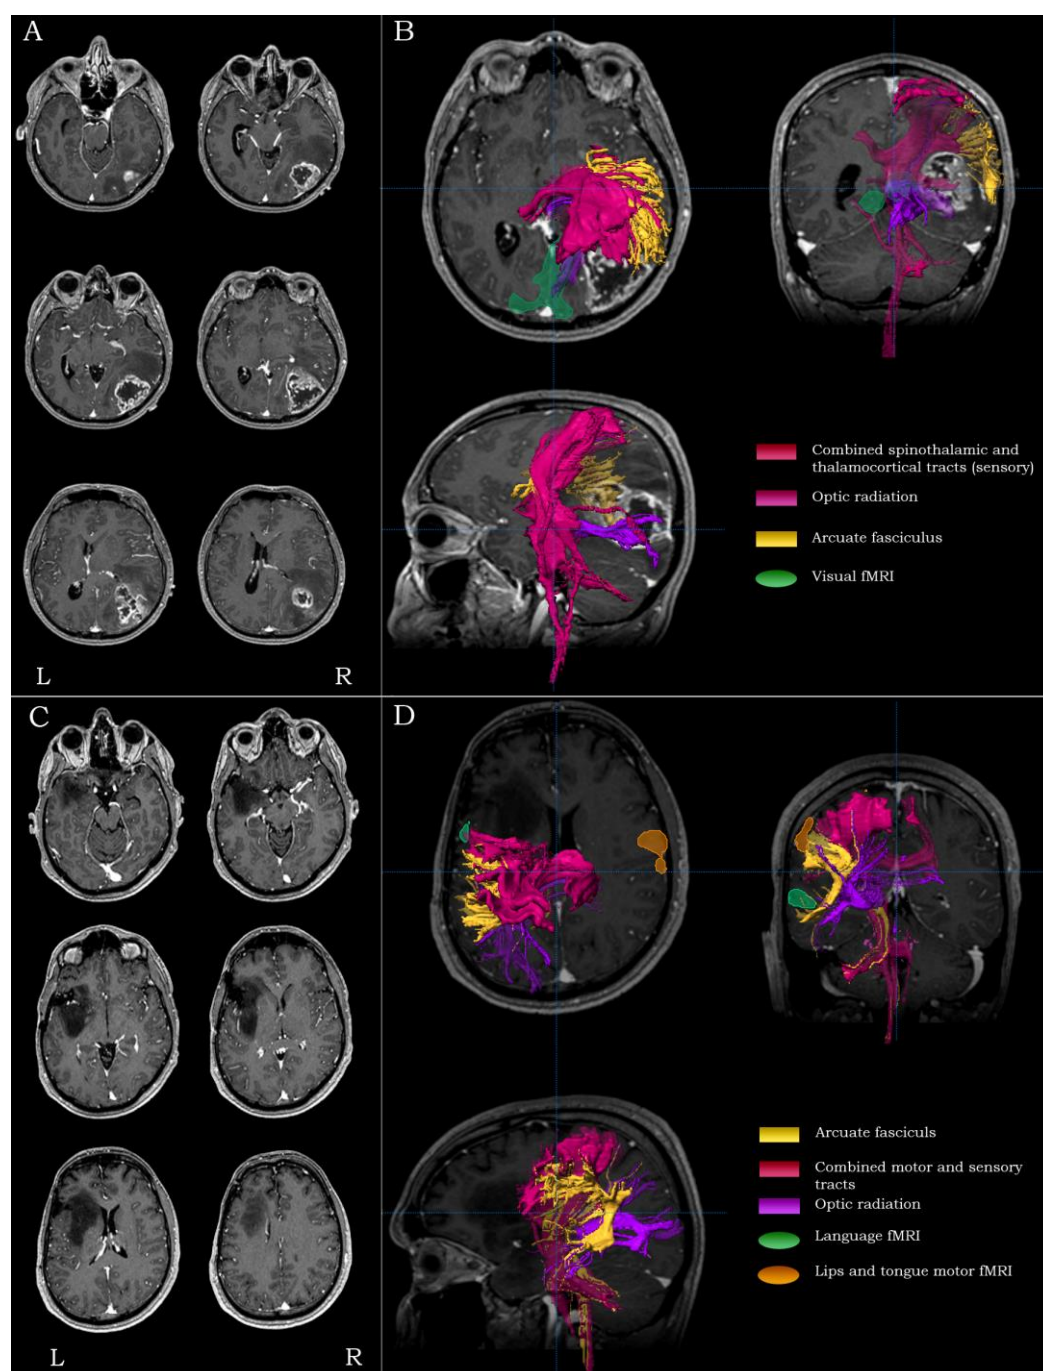 A
B
Combined spinothalamic and
thalamocortical tracts (sensory)
Optic radiation
Arcuate fasciculus
Visual fMRI
L R
C
D
Arcuate fasciculs
Combined motor and sensory
tracts
Optic radiation
Language fMRI
Lips and tongue motor fMRI
L R